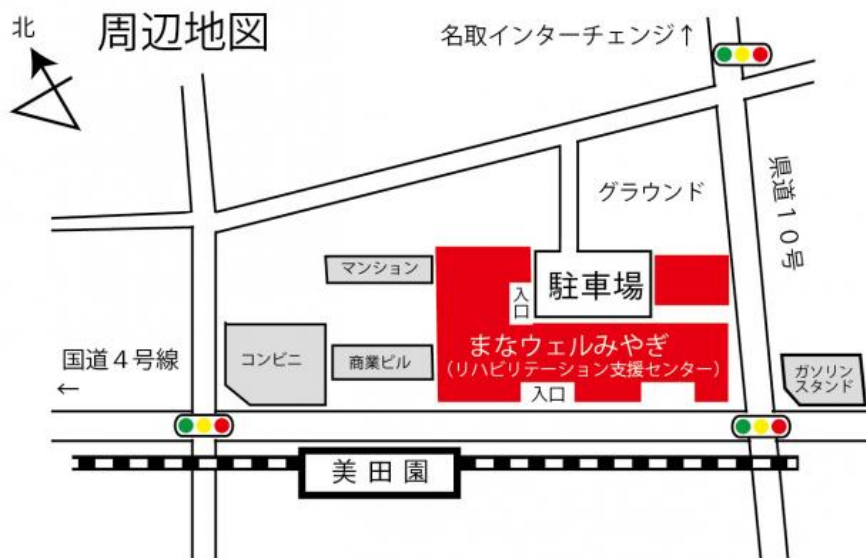 北
周辺地図
名取インターチェンジ↑
県道１０号
グラウンド
マンション
駐車場
入口
まなウェルみやぎ
（リハビリテーション支援センター）
入口
国道４号線
←
コンビニ
商業ビル
ガソリン
スタンド
美田園